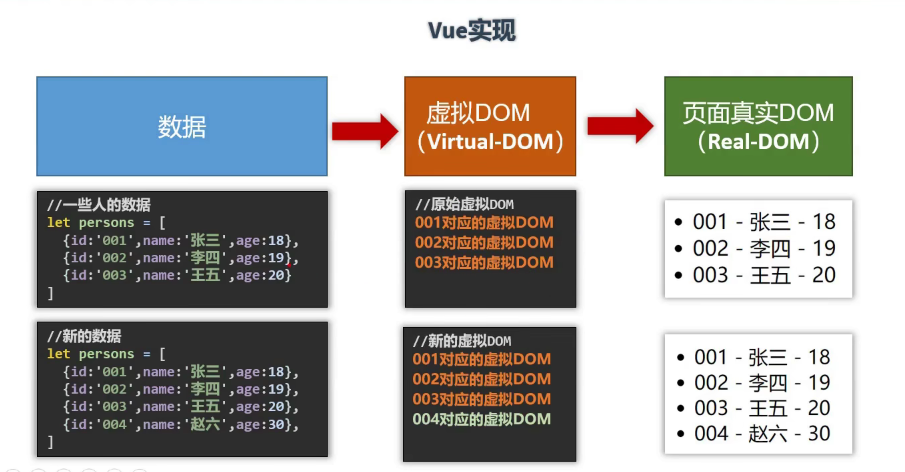 Vue实现
数据
虚拟DOM
（Virtual-DOM）
页面真实DOM
（Real-DOM）
//一些人的数据
let persons = [
{id:'001',name:'张三',age:18},
{id:'002',name:'李四',age:19},
{id:'003',name:'王五',age:20}
]
//原始虚拟DOM
001对应的虚拟DOM
002对应的虚拟DOM
003对应的虚拟DOM
• 001 - 张三 - 18
• 002 - 李四 - 19
• 003 - 王五 - 20
//新的数据
let persons = [
{id:'001',name:'张三',age:18},
{id:'002',name:'李四',age:19},
{id:'003',name:'王五',age:20},
{id:'004',name:'赵六',age:30},
]
//新的虚拟DOM
001对应的虚拟DOM
002对应的虚拟DOM
003对应的虚拟DOM
004对应的虚拟DOM
• 001 - 张三 - 18
• 002 - 李四 - 19
• 003 - 王五 - 20
• 004 - 赵六 - 30